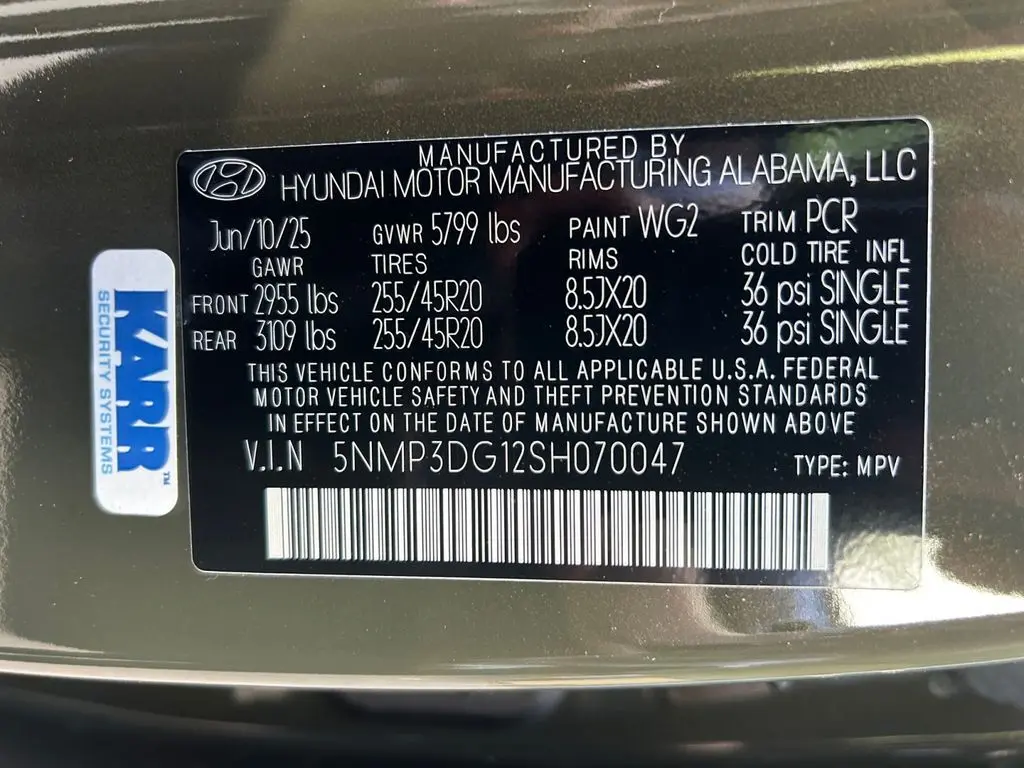 MANUFACTURED BY
HYUNDAI MOTOR MANUFACTURING ALABAMA, LLC
Jun/10/25 GVWR 5799 lbs PAINT WG2 TRIM PCR
GAWR TIRES RIMS COLD TIRE INFL
FRONT 2955 lbs 255/45R20 8.5JX20 36 psi SINGLE
REAR 3109 lbs 255/45R20 8.5JX20 36 psi SINGLE
THIS VEHICLE CONFORMS TO ALL APPLICABLE U.S.A. FEDERAL
MOTOR VEHICLE SAFETY AND THEFT PREVENTION STANDARDS
IN EFFECT ON THE DATE OF MANUFACTURE SHOWN ABOVE
V.I.N 5NMP3DG12SH070047 TYPE: MPV
KARR™
SECURITY SYSTEMS